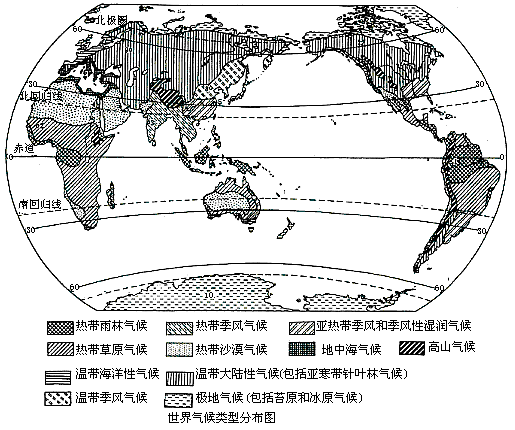 北极圈
60
60
30
30
北回归线
赤道
0
0
南回归线
30
30
60
60
10
热带雨林气候 热带季风气候 亚热带季风和季风性湿润气候
热带草原气候 热带沙漠气候 地中海气候 高山气候
温带海洋性气候 温带大陆性气候(包括亚寒带针叶林气候)
温带季风气候 极地气候(包括苔原和冰原气候)
世界气候类型分布图